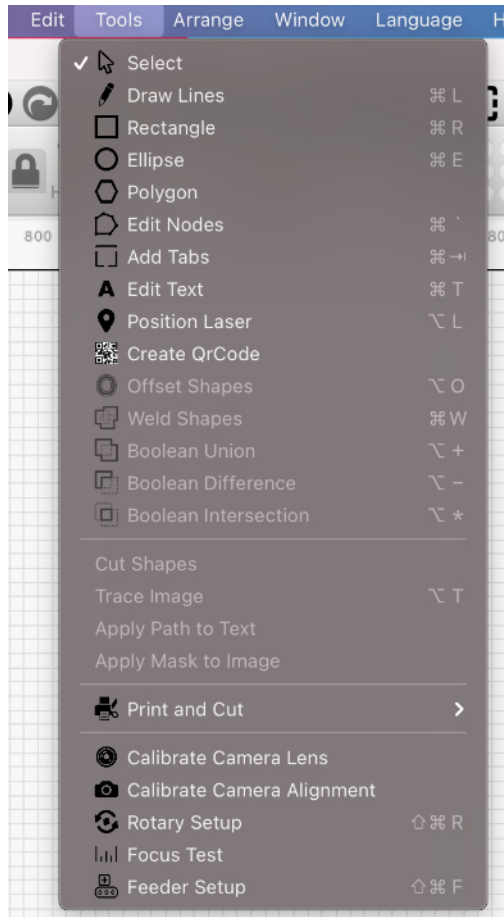 Edit Tools Arrange Window Language
✓ Select
Draw Lines ⌘ L
Rectangle ⌘ R
Ellipse ⌘ E
Polygon
Edit Nodes ⌘ `
Add Tabs ⌘ ⇥
Edit Text ⌘ T
Position Laser ⌥ L
Create QrCode
Offset Shapes ⌥ O
Weld Shapes ⌘ W
Boolean Union ⌥ +
Boolean Difference ⌥ −
Boolean Intersection ⌥ *
Cut Shapes
Trace Image ⌥ T
Apply Path to Text
Apply Mask to Image
Print and Cut
Calibrate Camera Lens
Calibrate Camera Alignment
Rotary Setup ⇧ ⌘ R
Focus Test
Feeder Setup ⇧ ⌘ F
800